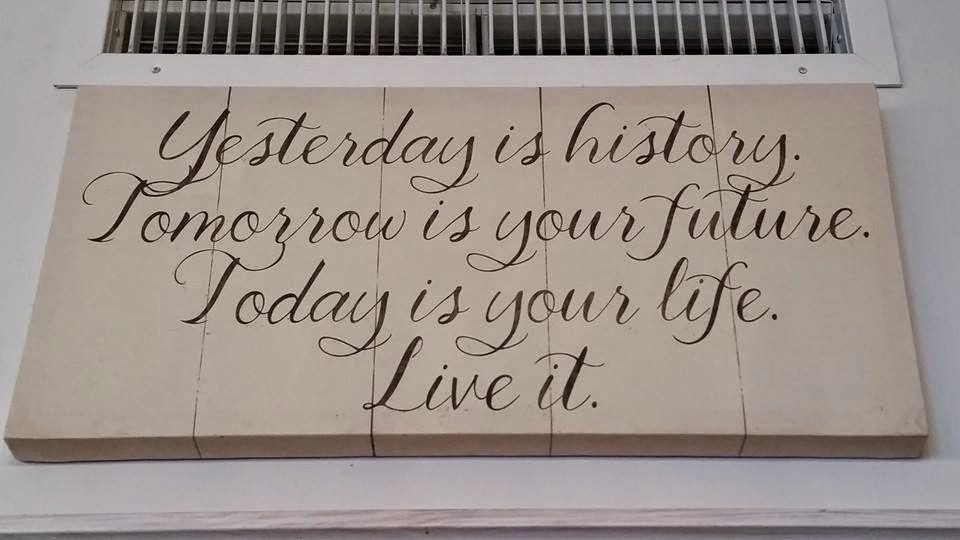 Yesterday is history.
Tomorrow is your future.
Today is your life.
Live it.